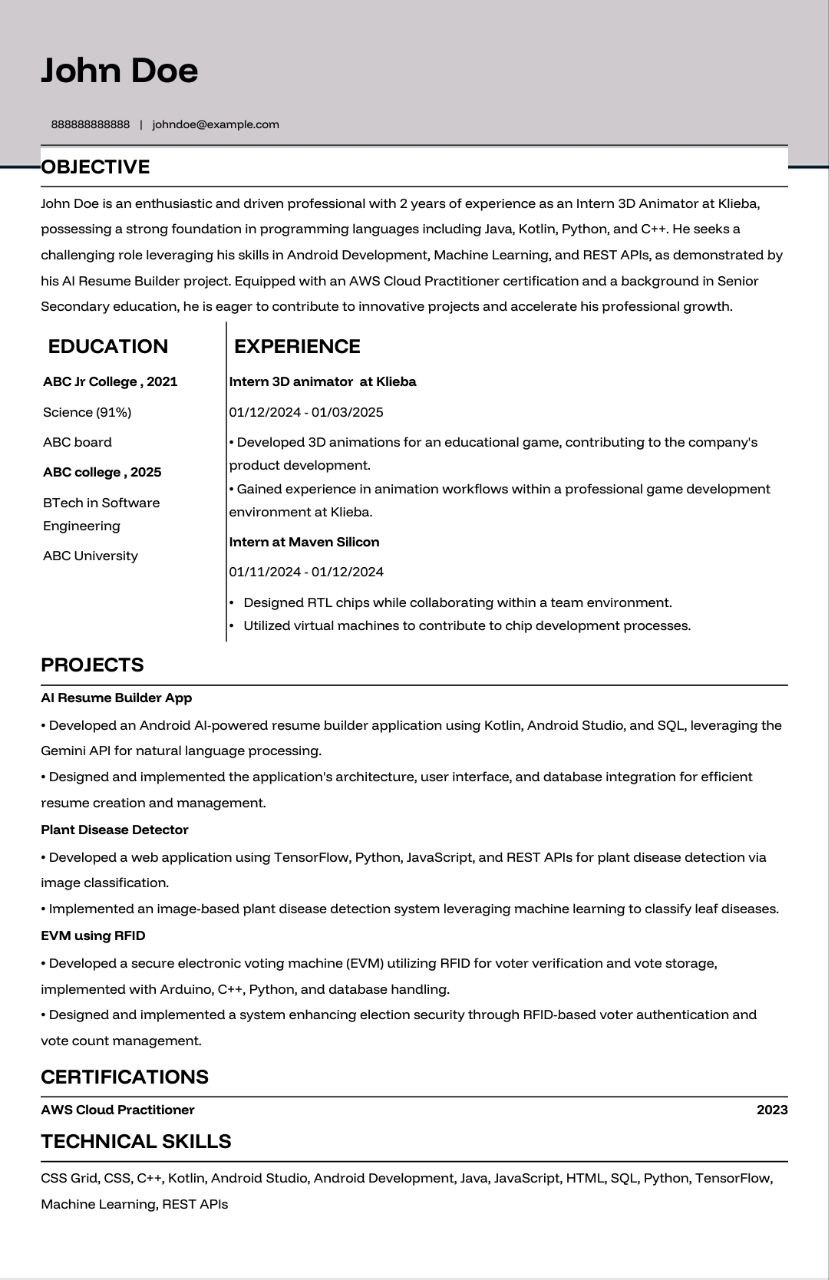 John Doe
888888888888 | johndoe@example.com
OBJECTIVE
John Doe is an enthusiastic and driven professional with 2 years of experience as an Intern 3D Animator at Klieba,
possessing a strong foundation in programming languages including Java, Kotlin, Python, and C++. He seeks a
challenging role leveraging his skills in Android Development, Machine Learning, and REST APIs, as demonstrated by
his AI Resume Builder project. Equipped with an AWS Cloud Practitioner certification and a background in Senior
Secondary education, he is eager to contribute to innovative projects and accelerate his professional growth.
EDUCATION
ABC Jr College , 2021
Science (91%)
ABC board
ABC college , 2025
BTech in Software
Engineering
ABC University
EXPERIENCE
Intern 3D animator at Klieba
01/12/2024 - 01/03/2025
• Developed 3D animations for an educational game, contributing to the company's
product development.
• Gained experience in animation workflows within a professional game development
environment at Klieba.
Intern at Maven Silicon
01/11/2024 - 01/12/2024
• Designed RTL chips while collaborating within a team environment.
• Utilized virtual machines to contribute to chip development processes.
PROJECTS
AI Resume Builder App
• Developed an Android AI-powered resume builder application using Kotlin, Android Studio, and SQL, leveraging the
Gemini API for natural language processing.
• Designed and implemented the application's architecture, user interface, and database integration for efficient
resume creation and management.
Plant Disease Detector
• Developed a web application using TensorFlow, Python, JavaScript, and REST APIs for plant disease detection via
image classification.
• Implemented an image-based plant disease detection system leveraging machine learning to classify leaf diseases.
EVM using RFID
• Developed a secure electronic voting machine (EVM) utilizing RFID for voter verification and vote storage,
implemented with Arduino, C++, Python, and database handling.
• Designed and implemented a system enhancing election security through RFID-based voter authentication and
vote count management.
CERTIFICATIONS
AWS Cloud Practitioner 2023
TECHNICAL SKILLS
CSS Grid, CSS, C++, Kotlin, Android Studio, Android Development, Java, JavaScript, HTML, SQL, Python, TensorFlow,
Machine Learning, REST APIs